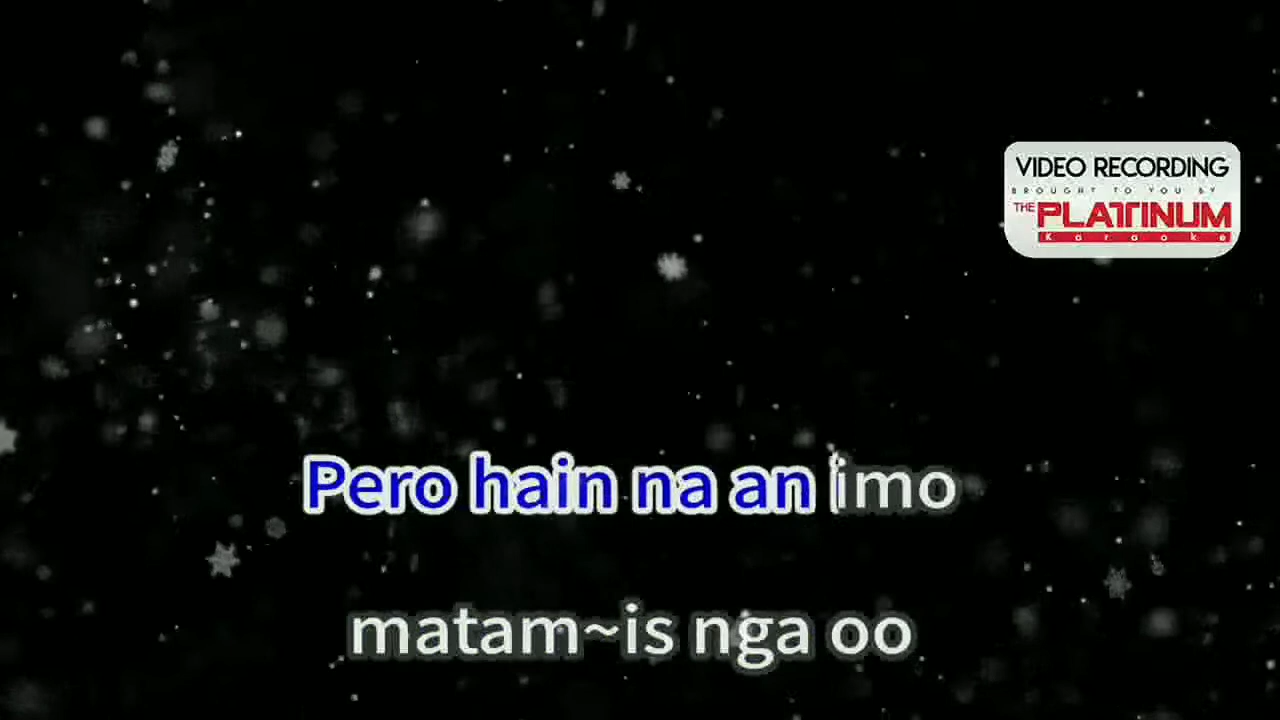 VIDEO RECORDING
BROUGHT TO YOU BY
THE PLATINUM
Karaoke
Pero hain na an imo
matam~is nga oo